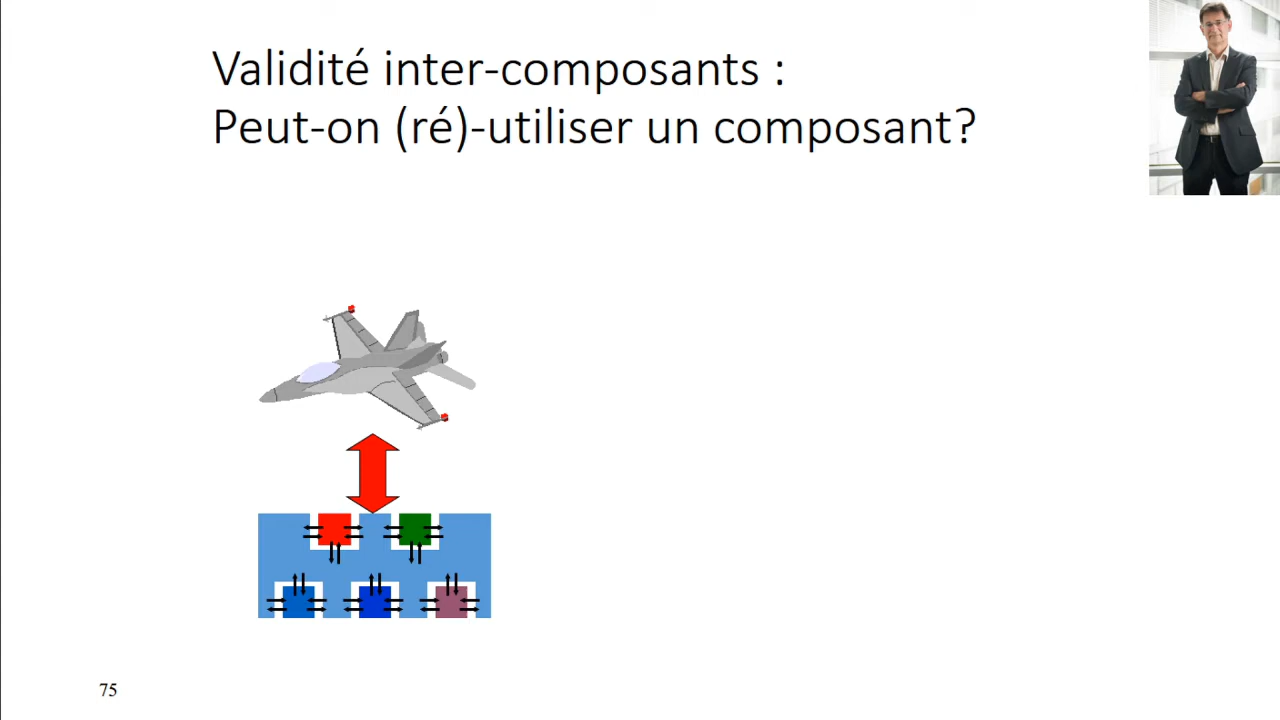 Validité inter-composants :
Peut-on (ré)-utiliser un composant?
75